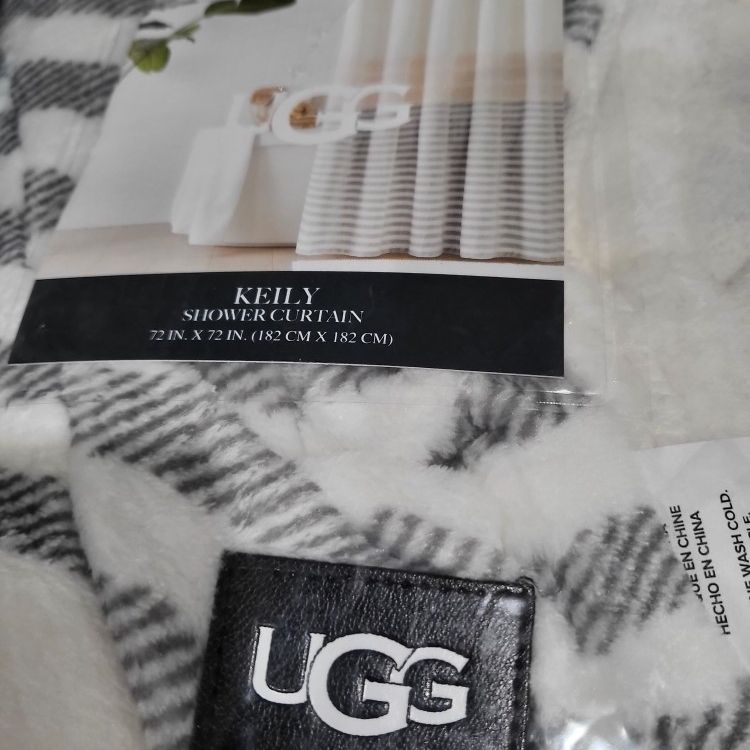 UGG
KEILY
SHOWER CURTAIN
72 IN. X 72 IN. (182 CM X 182 CM)
EN CHINE
HECHO EN CHINA
WASH COLD.
UGG